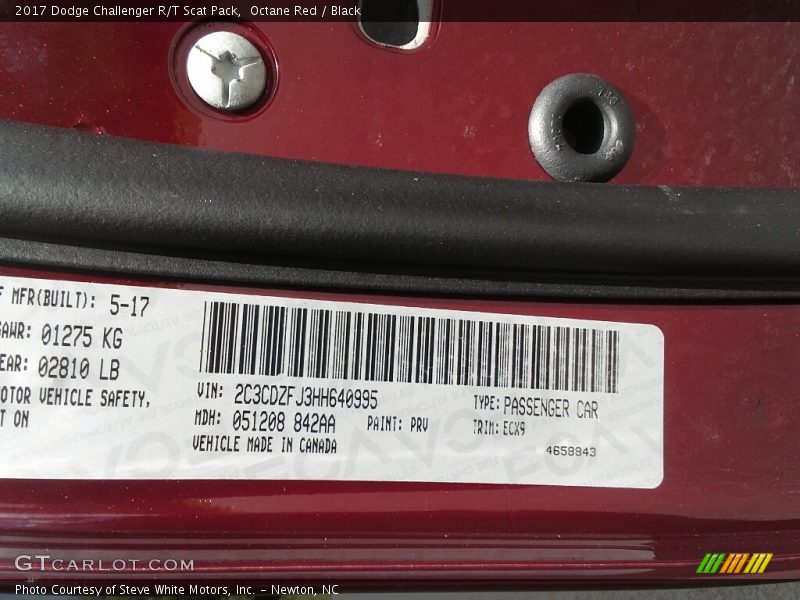 2017 Dodge Challenger R/T Scat Pack, Octane Red / Black
F MFR(BUILT): 5-17
GAWR: 01275 KG
EAR: 02810 LB
OTOR VEHICLE SAFETY,
T ON
VIN: 2C3CDZFJ3HH640995
TYPE: PASSENGER CAR
MDH: 051208 842AA
PAINT: PRV
TRIM: ECX9
VEHICLE MADE IN CANADA
4658843
GTCARLOT.COM
Photo Courtesy of Steve White Motors, Inc. – Newton, NC